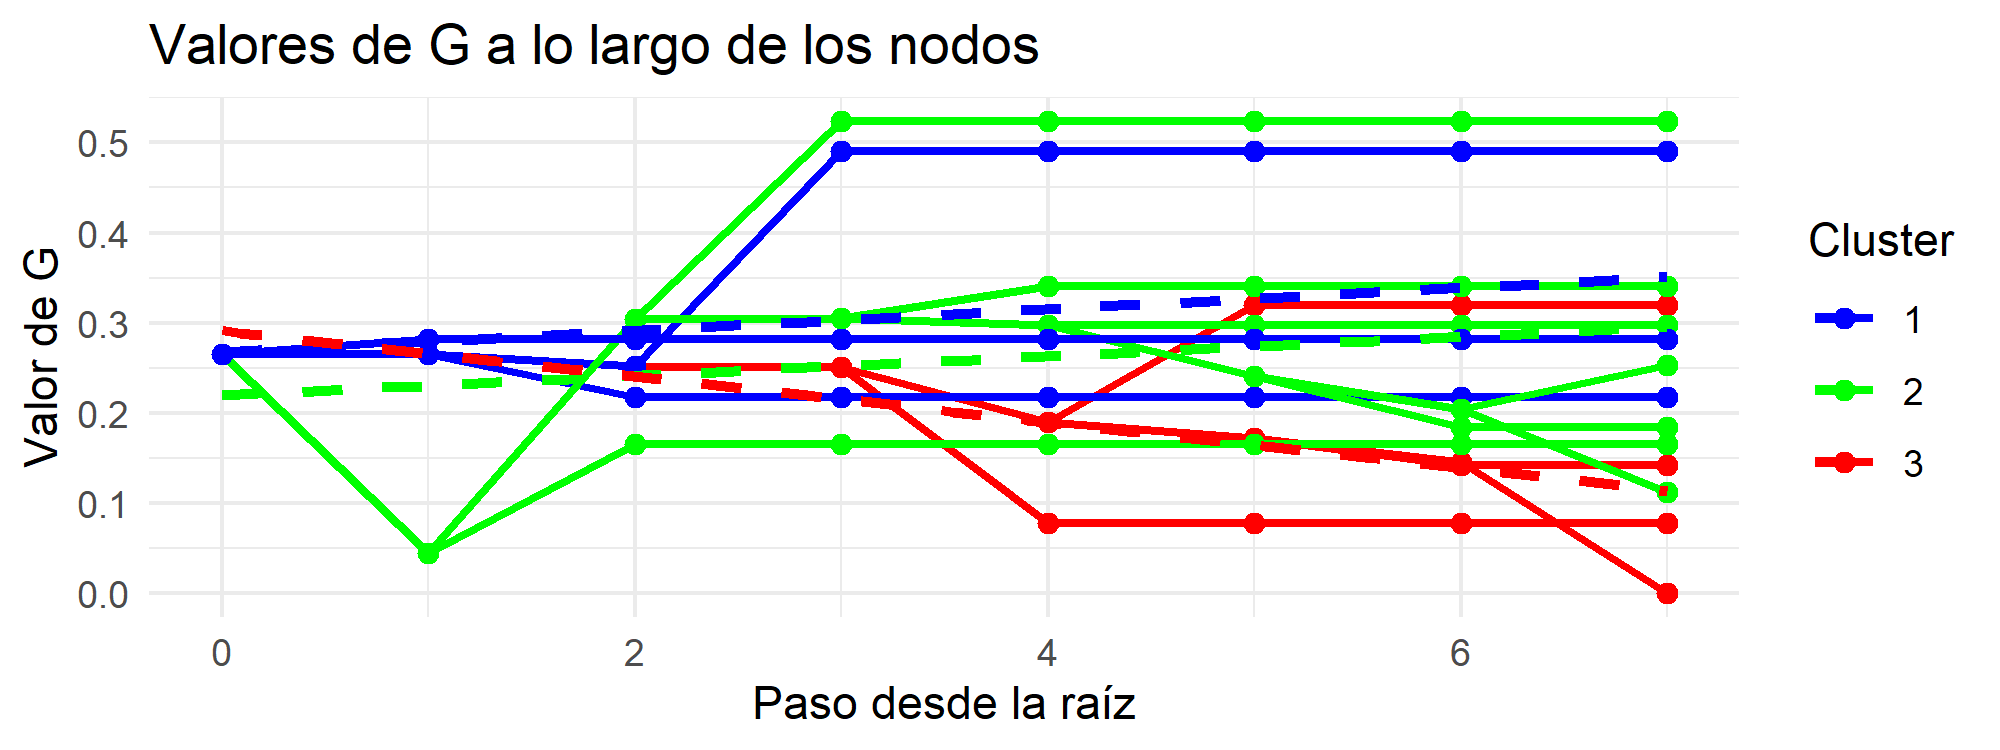 Valores de G a lo largo de los nodos
Valor de G
0.5
0.4
0.3
0.2
0.1
0.0
0 2 4 6
Paso desde la raíz
Cluster
1
2
3